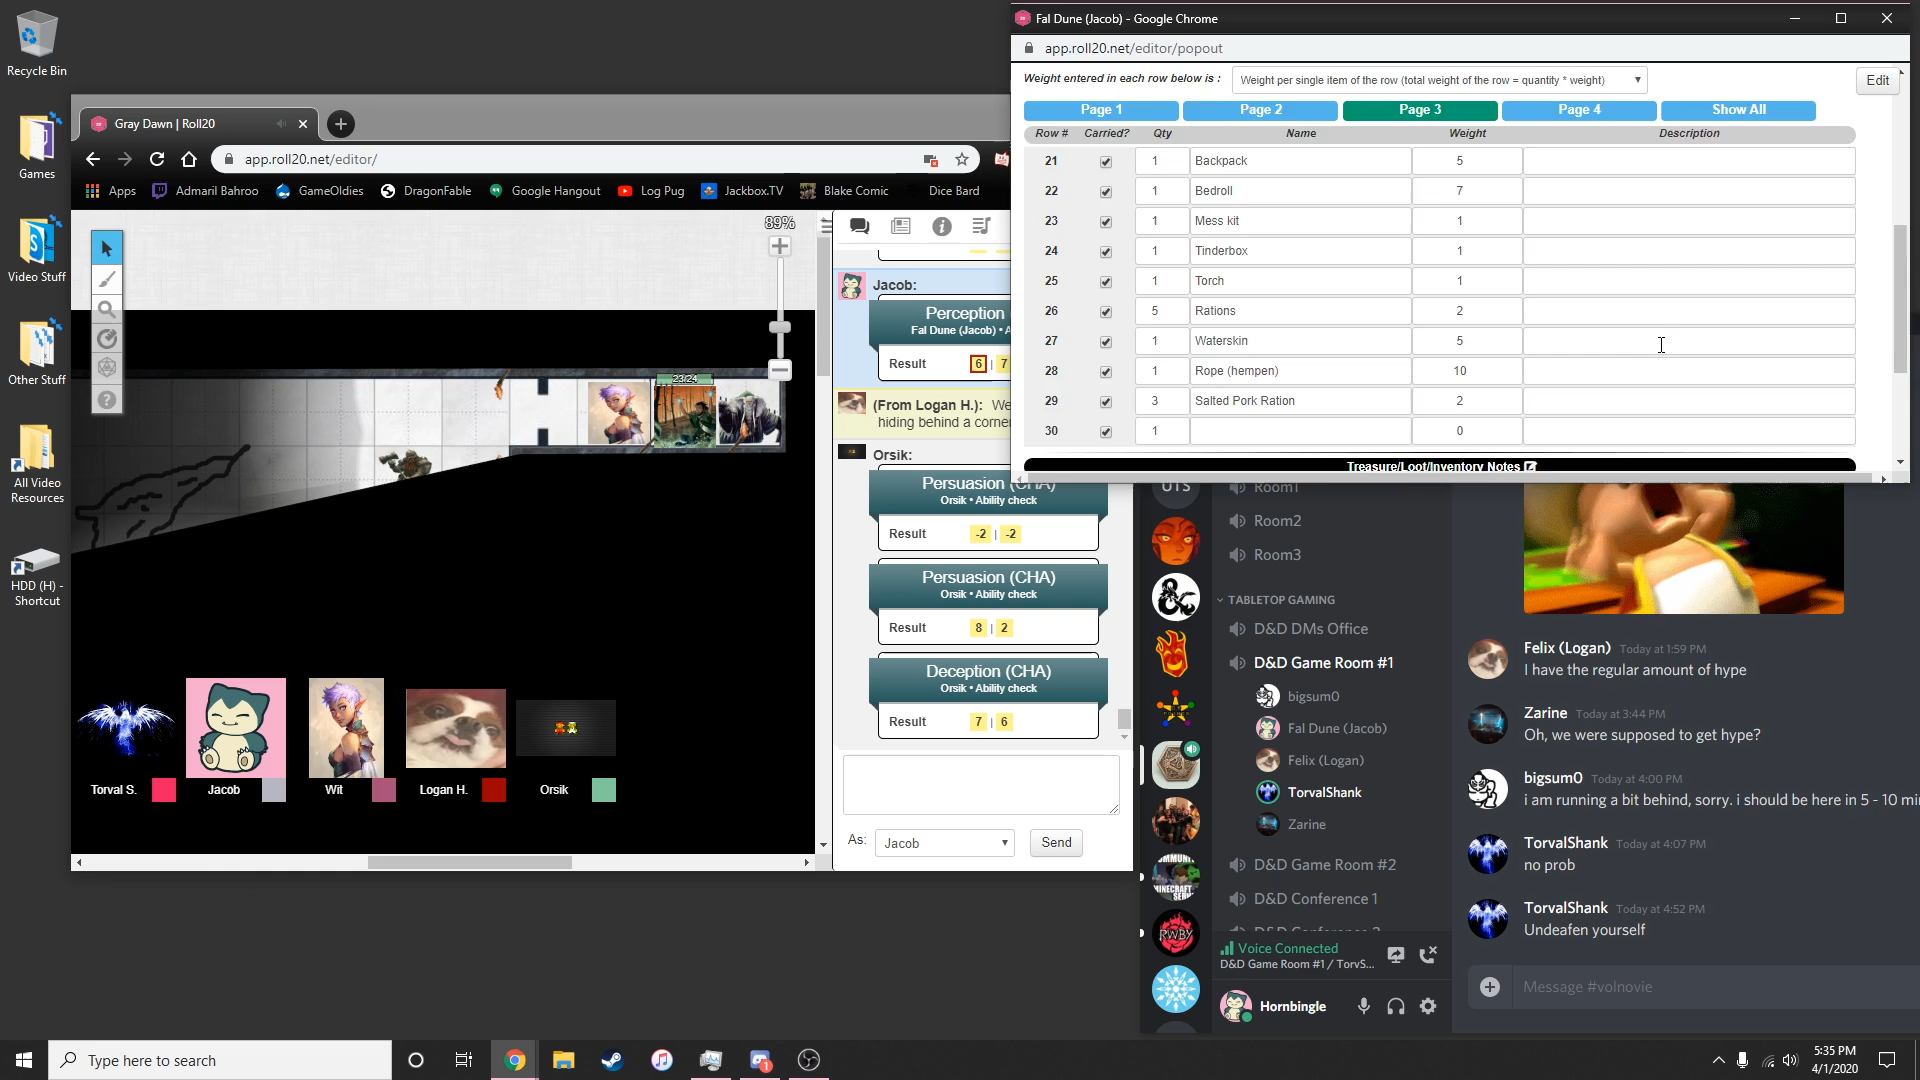 Recycle Bin
Games
Video Stuff
Other Stuff
All Video
Resources
HDD (H) -
Shortcut
Gray Dawn | Roll20
app.roll20.net/editor/
Apps
Admaril Bahroo
GameOldies
DragonFable
Google Hangout
Log Pug
Jackbox.TV
Blake Comic
Dice Bard
89%
23/24
Torval S.
Jacob
Wit
Logan H.
Orsik
Jacob:
Perception
Fal Dune (Jacob) • A
Result 6 | 7
(From Logan H.): We
hiding behind a corne
Orsik:
Persuasion (CHA)
Orsik • Ability check
Result -2 | -2
Persuasion (CHA)
Orsik • Ability check
Result 8 | 2
Deception (CHA)
Orsik • Ability check
Result 7 | 6
As: Jacob Send
Fal Dune (Jacob) - Google Chrome
app.roll20.net/editor/popout
Weight entered in each row below is : Weight per single item of the row (total weight of the row = quantity * weight) Edit
Page 1 Page 2 Page 3 Page 4 Show All
Row # Carried? Qty Name Weight Description
21 1 Backpack 5
22 1 Bedroll 7
23 1 Mess kit 1
24 1 Tinderbox 1
25 1 Torch 1
26 5 Rations 2
27 1 Waterskin 5
28 1 Rope (hempen) 10
29 3 Salted Pork Ration 2
30 1 0
Treasure/Loot/Inventory Notes
UTS
MINECRAFT
RWBY
Room1
Room2
Room3
TABLETOP GAMING
D&D DMs Office
D&D Game Room #1
bigsum0
Fal Dune (Jacob)
Felix (Logan)
TorvalShank
Zarine
D&D Game Room #2
D&D Conference 1
Voice Connected
D&D Game Room #1 / TorvS...
Hornbingle
Felix (Logan) Today at 1:59 PM
I have the regular amount of hype
Zarine Today at 3:44 PM
Oh, we were supposed to get hype?
bigsum0 Today at 4:00 PM
i am running a bit behind, sorry. i should be here in 5 - 10 mi
TorvalShank Today at 4:07 PM
no prob
TorvalShank Today at 4:52 PM
Undeafen yourself
Message #volnovie
Type here to search
1
5:35 PM
4/1/2020